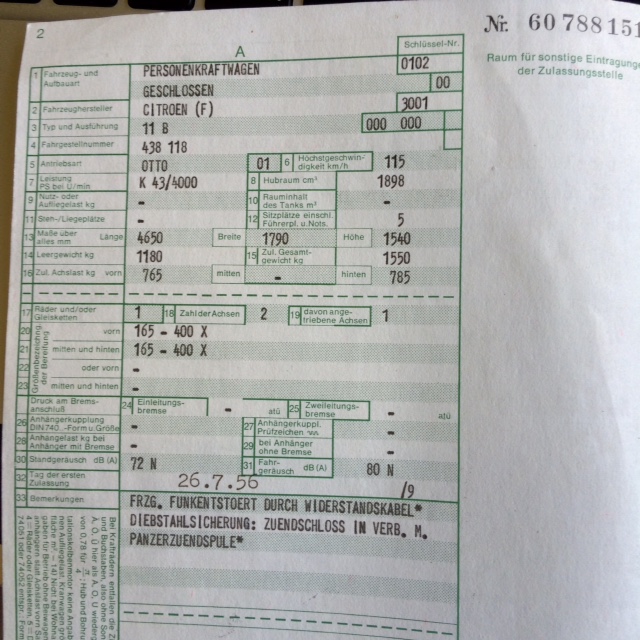 2
Nr. 60 788 151
A
Schlüssel-Nr.
Raum für sonstige Eintragungen
der Zulassungsstelle
1 Fahrzeug- und Aufbauart PERSONENKRAFTWAGEN 0102
GESCHLOSSEN 00
2 Fahrzeughersteller CITROEN (F) 3001
3 Typ und Ausführung 11 B 000 000
4 Fahrgestellnummer 438 118
5 Antriebsart OTTO 01 6 Höchstgeschwindigkeit km/h 115
7 Leistung PS bei U/min K 43/4000 8 Hubraum cm³ 1898
9 Nutz- oder Aufliegelast kg - 10 Rauminhalt des Tanks m³ -
11 Steh-/Liegeplätze - 12 Sitzplätze einschl. Führerpl. u. Nots. 5
13 Maße über alles mm Länge 4650 Breite 1790 Höhe 1540
14 Leergewicht kg 1180 15 Zul. Gesamtgewicht kg 1550
16 Zul. Achslast kg vorn 765 mitten - hinten 785
17 Räder und/oder Gleisketten 1 18 Zahl der Achsen 2 19 davon angetriebene Achsen 1
Größenbezeichng. der Bereifung
20 vorn 165 - 400 X
21 mitten und hinten 165 - 400 X
22 oder vorn -
23 mitten und hinten -
Druck am Bremsanschluß 24 Einleitungsbremse - atü 25 Zweileitungsbremse - atü
26 Anhängerkupplung DIN 740.. -Form u. Größe - 27 Anhängerkuppl. Prüfzeichen -
28 Anhängelast kg bei Anhänger mit Bremse - 29 bei Anhänger ohne Bremse -
30 Standgeräusch dB (A) 72 N 31 Fahrgeräusch dB (A) 80 N
32 Tag der ersten Zulassung 26.7.56 /9
33 Bemerkungen FRZG. FUNKENTSTOERT DURCH WIDERSTANDSKABEL*
DIEBSTAHLSICHERUNG: ZUENDSCHLOSS IN VERB. M.
PANZERZUENDSPULE*